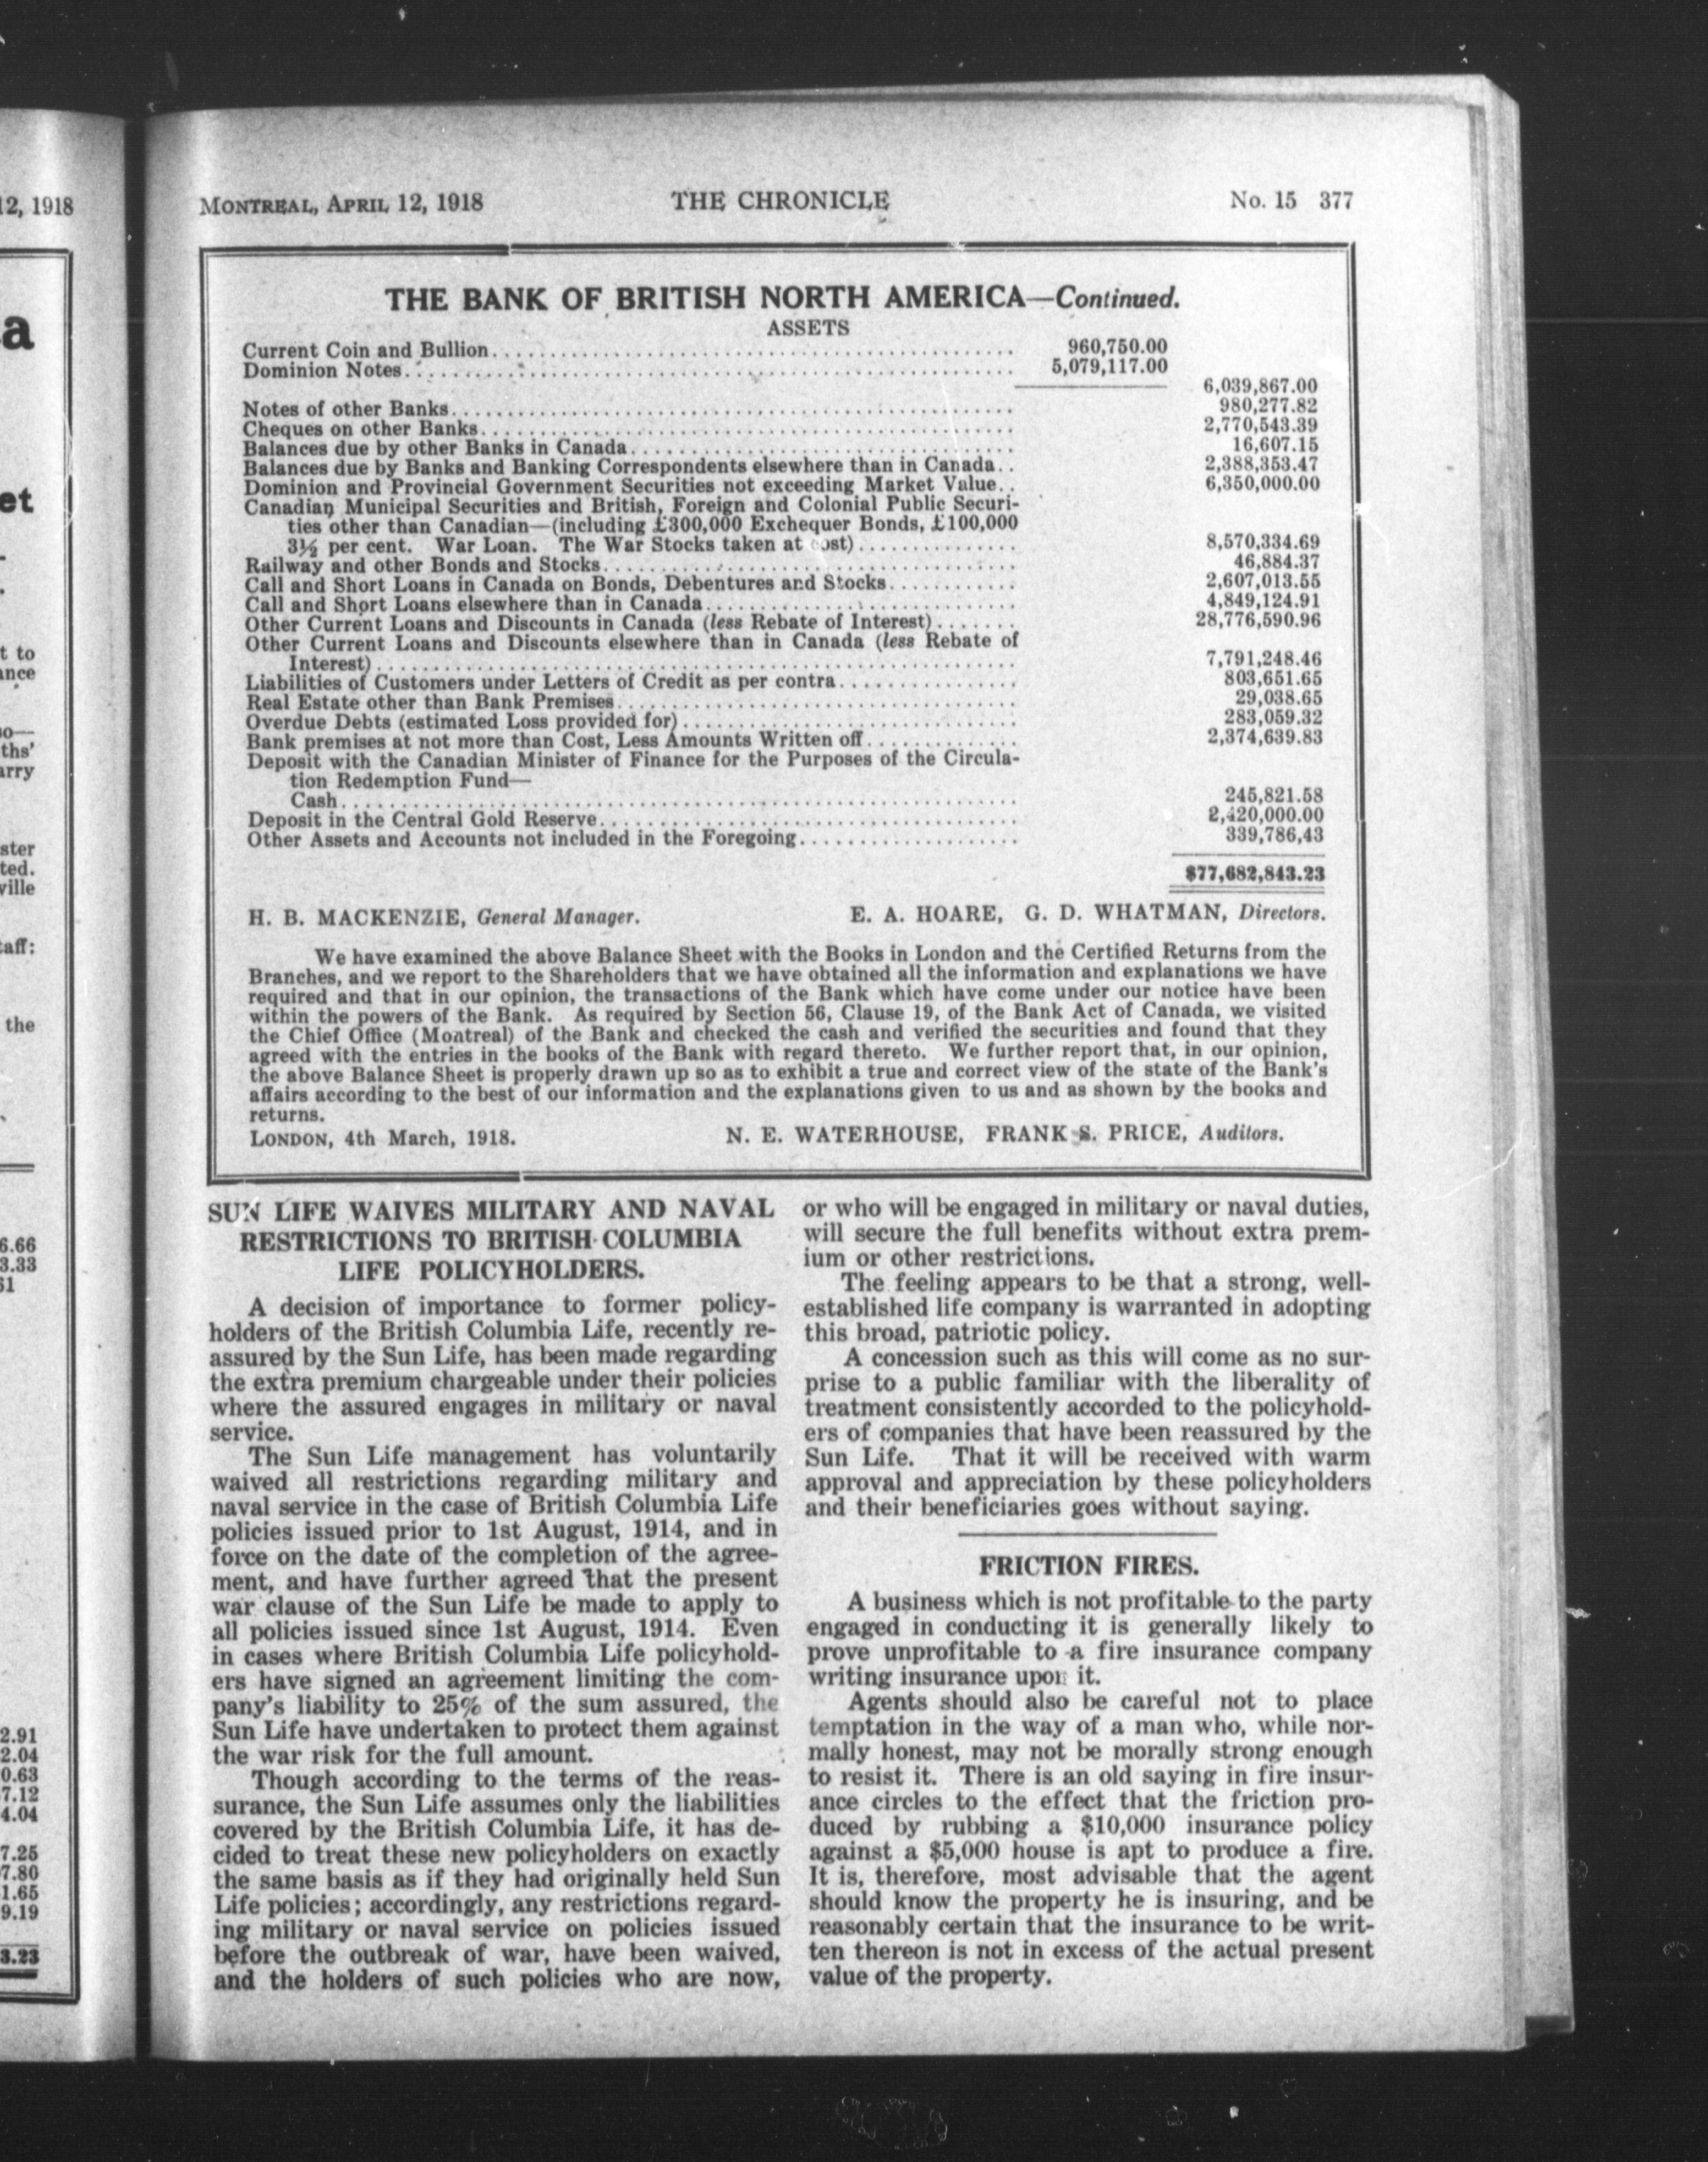 12, 1918
a
et
t to
ance
so—
ths'
arry
ster
ted.
ville
taff:
the
6.66
3.33
61
2.91
2.04
0.63
7.12
4.04
7.25
7.80
1.65
9.19
3.23
MONTREAL, APRIL 12, 1918 THE CHRONICLE No. 15 377
THE BANK OF BRITISH NORTH AMERICA—Continued.
ASSETS
Current Coin and Bullion 960,750.00
Dominion Notes 5,079,117.00
6,039,867.00
Notes of other Banks 980,277.82
Cheques on other Banks 2,770,543.39
Balances due by other Banks in Canada 16,607.15
Balances due by Banks and Banking Correspondents elsewhere than in Canada.. 2,388,353.47
Dominion and Provincial Government Securities not exceeding Market Value.. 6,350,000.00
Canadian Municipal Securities and British, Foreign and Colonial Public Securi-
ties other than Canadian—(including £300,000 Exchequer Bonds, £100,000
3½ per cent. War Loan. The War Stocks taken at cost) 8,570,334.69
Railway and other Bonds and Stocks 46,884.37
Call and Short Loans in Canada on Bonds, Debentures and Stocks 2,607,013.55
Call and Short Loans elsewhere than in Canada 4,849,124.91
Other Current Loans and Discounts in Canada (less Rebate of Interest) 28,776,590.96
Other Current Loans and Discounts elsewhere than in Canada (less Rebate of
Interest) 7,791,248.46
Liabilities of Customers under Letters of Credit as per contra 803,651.65
Real Estate other than Bank Premises 29,038.65
Overdue Debts (estimated Loss provided for) 283,059.32
Bank premises at not more than Cost, Less Amounts Written off 2,374,639.83
Deposit with the Canadian Minister of Finance for the Purposes of the Circula-
tion Redemption Fund—
Cash 245,821.58
Deposit in the Central Gold Reserve 2,420,000.00
Other Assets and Accounts not included in the Foregoing 339,786,43
$77,682,843.23
H. B. MACKENZIE, General Manager. E. A. HOARE, G. D. WHATMAN, Directors.
We have examined the above Balance Sheet with the Books in London and the Certified Returns from the
Branches, and we report to the Shareholders that we have obtained all the information and explanations we have
required and that in our opinion, the transactions of the Bank which have come under our notice have been
within the powers of the Bank. As required by Section 56, Clause 19, of the Bank Act of Canada, we visited
the Chief Office (Montreal) of the Bank and checked the cash and verified the securities and found that they
agreed with the entries in the books of the Bank with regard thereto. We further report that, in our opinion,
the above Balance Sheet is properly drawn up so as to exhibit a true and correct view of the state of the Bank's
affairs according to the best of our information and the explanations given to us and as shown by the books and
returns.
LONDON, 4th March, 1918. N. E. WATERHOUSE, FRANK S. PRICE, Auditors.
SUN LIFE WAIVES MILITARY AND NAVAL
RESTRICTIONS TO BRITISH COLUMBIA
LIFE POLICYHOLDERS.
A decision of importance to former policy-
holders of the British Columbia Life, recently re-
assured by the Sun Life, has been made regarding
the extra premium chargeable under their policies
where the assured engages in military or naval
service.
The Sun Life management has voluntarily
waived all restrictions regarding military and
naval service in the case of British Columbia Life
policies issued prior to 1st August, 1914, and in
force on the date of the completion of the agree-
ment, and have further agreed that the present
war clause of the Sun Life be made to apply to
all policies issued since 1st August, 1914. Even
in cases where British Columbia Life policyhold-
ers have signed an agreement limiting the com-
pany's liability to 25% of the sum assured, the
Sun Life have undertaken to protect them against
the war risk for the full amount.
Though according to the terms of the reas-
surance, the Sun Life assumes only the liabilities
covered by the British Columbia Life, it has de-
cided to treat these new policyholders on exactly
the same basis as if they had originally held Sun
Life policies; accordingly, any restrictions regard-
ing military or naval service on policies issued
before the outbreak of war, have been waived,
and the holders of such policies who are now,
or who will be engaged in military or naval duties,
will secure the full benefits without extra prem-
ium or other restrictions.
The feeling appears to be that a strong, well-
established life company is warranted in adopting
this broad, patriotic policy.
A concession such as this will come as no sur-
prise to a public familiar with the liberality of
treatment consistently accorded to the policyhold-
ers of companies that have been reassured by the
Sun Life. That it will be received with warm
approval and appreciation by these policyholders
and their beneficiaries goes without saying.
FRICTION FIRES.
A business which is not profitable to the party
engaged in conducting it is generally likely to
prove unprofitable to a fire insurance company
writing insurance upon it.
Agents should also be careful not to place
temptation in the way of a man who, while nor-
mally honest, may not be morally strong enough
to resist it. There is an old saying in fire insur-
ance circles to the effect that the friction pro-
duced by rubbing a $10,000 insurance policy
against a $5,000 house is apt to produce a fire.
It is, therefore, most advisable that the agent
should know the property he is insuring, and be
reasonably certain that the insurance to be writ-
ten thereon is not in excess of the actual present
value of the property.